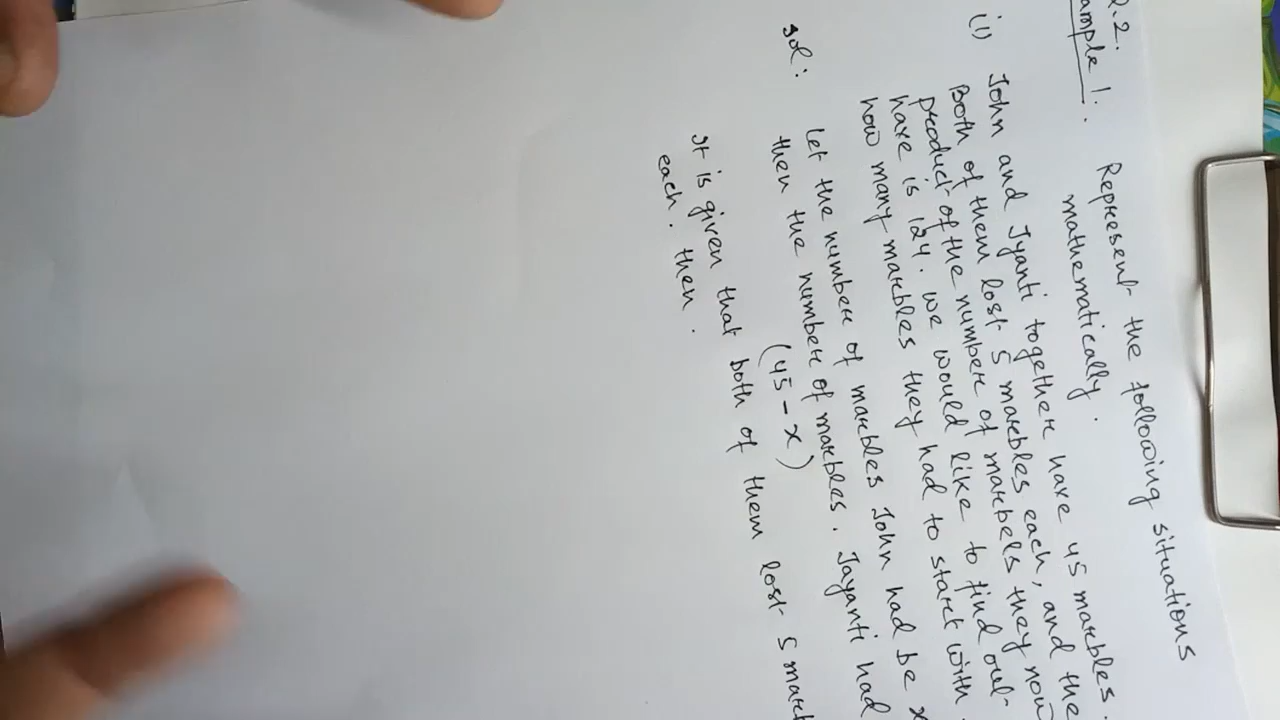 2.2.
ample 1. Represent the following situations
mathematically.
(i) John and Jyanti together have 45 marbles.
Both of them lost 5 marbles each, and the
product of the number of marbels they now
have is 124. we would like to find out
how many marbles they had to start with.
sol: Let the number of marbles John had be x
then the number of marbles. Jayanti had
(45 - x)
It is given that both of them lost 5 marb
each. then.